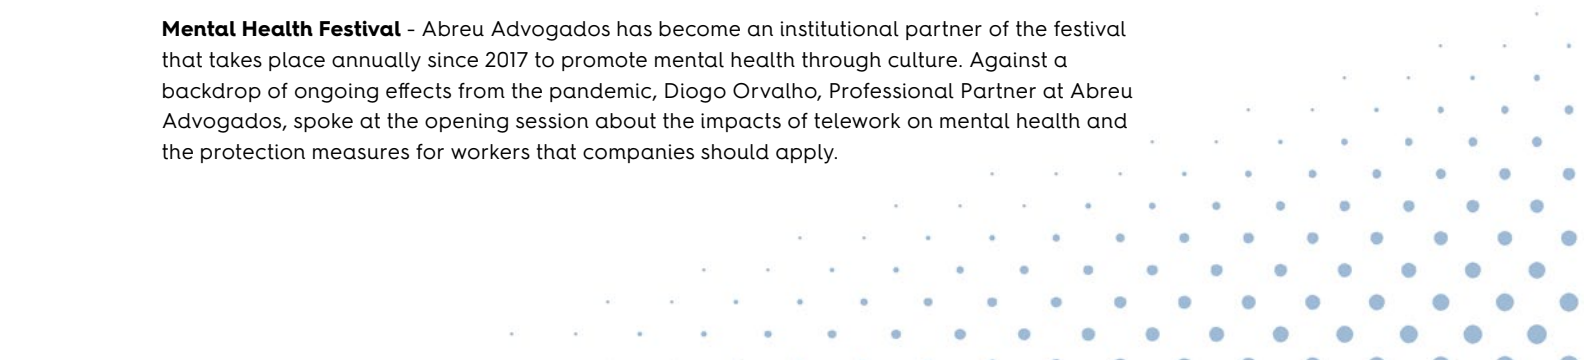 Mental Health Festival - Abreu Advogados has become an institutional partner of the festival
that takes place annually since 2017 to promote mental health through culture. Against a
backdrop of ongoing effects from the pandemic, Diogo Orvalho, Professional Partner at Abreu
Advogados, spoke at the opening session about the impacts of telework on mental health and
the protection measures for workers that companies should apply.